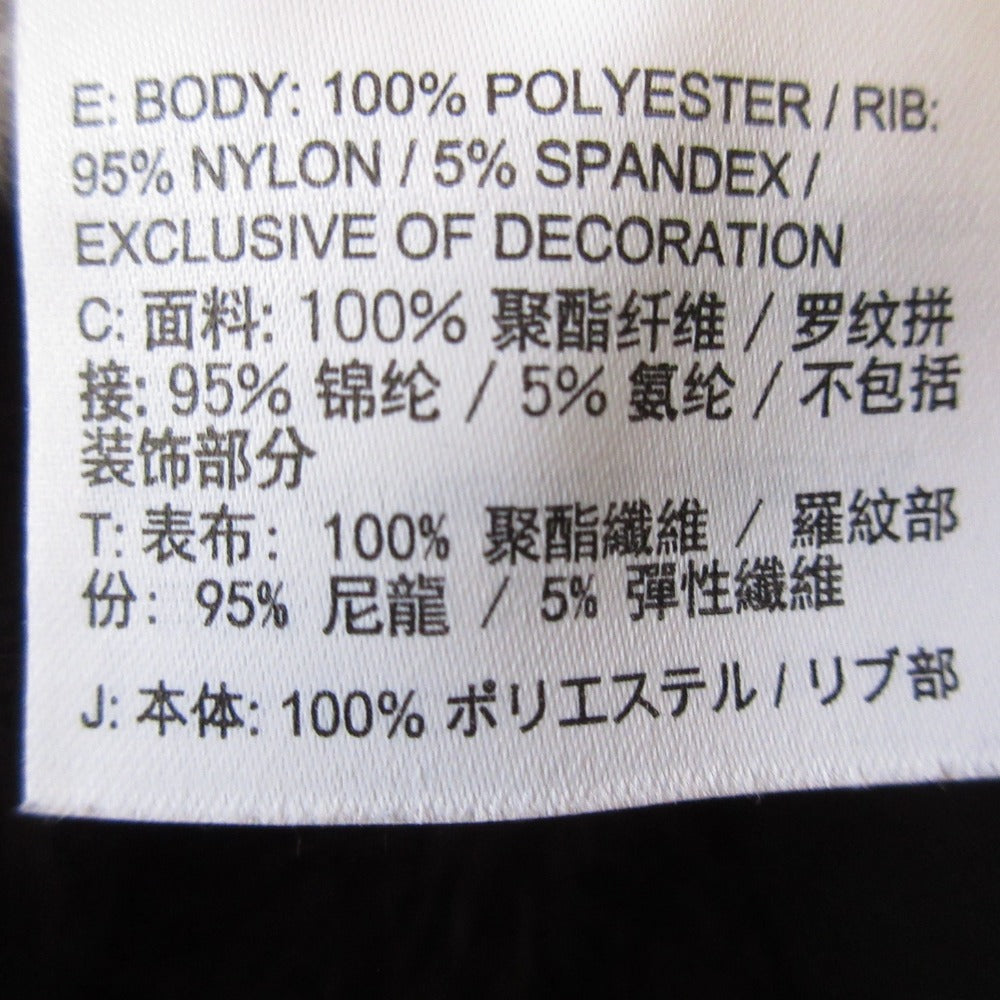 E: BODY: 100% POLYESTER / RIB:
95% NYLON / 5% SPANDEX /
EXCLUSIVE OF DECORATION
C: 面料: 100% 聚酯纤维 / 罗纹拼
接: 95% 锦纶 / 5% 氨纶 / 不包括
装饰部分
T: 表布: 100% 聚酯纖維 / 羅紋部
份: 95% 尼龍 / 5% 彈性纖維
J: 本体: 100% ポリエステル / リブ部